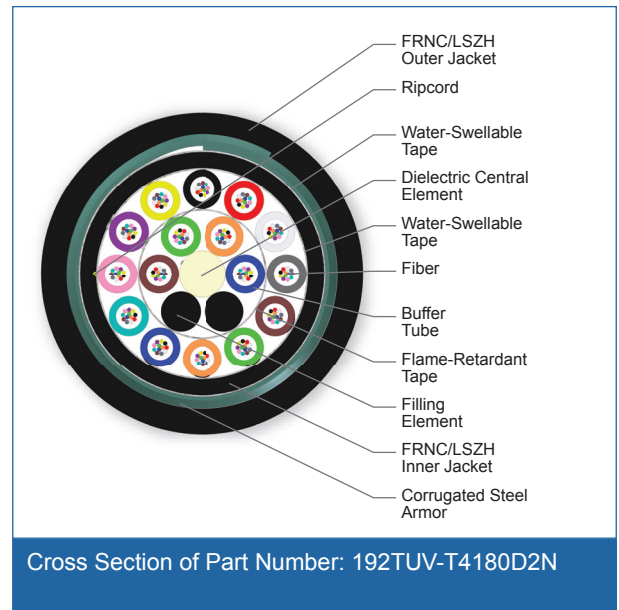 FRNC/LSZH
Outer Jacket
Ripcord
Water-Swellable
Tape
Dielectric Central
Element
Water-Swellable
Tape
Fiber
Buffer
Tube
Flame-Retardant
Tape
Filling
Element
FRNC/LSZH
Inner Jacket
Corrugated Steel
Armor
Cross Section of Part Number: 192TUV-T4180D2N